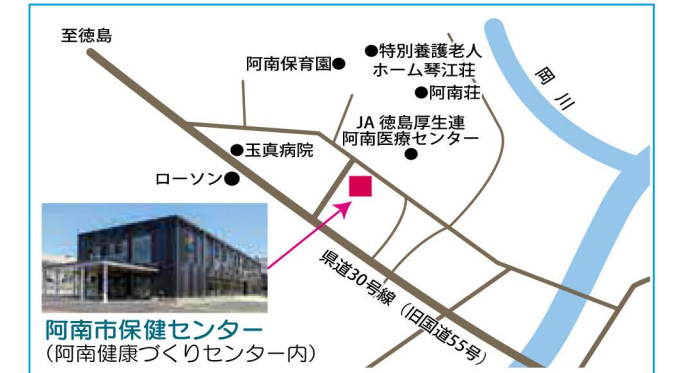 至徳島
阿南保育園
特別養護老人
ホーム琴江荘
阿南荘
岡川
JA 徳島厚生連
阿南医療センター
玉真病院
ローソン
県道30号線（旧国道55号）
阿南市保健センター
（阿南健康づくりセンター内）